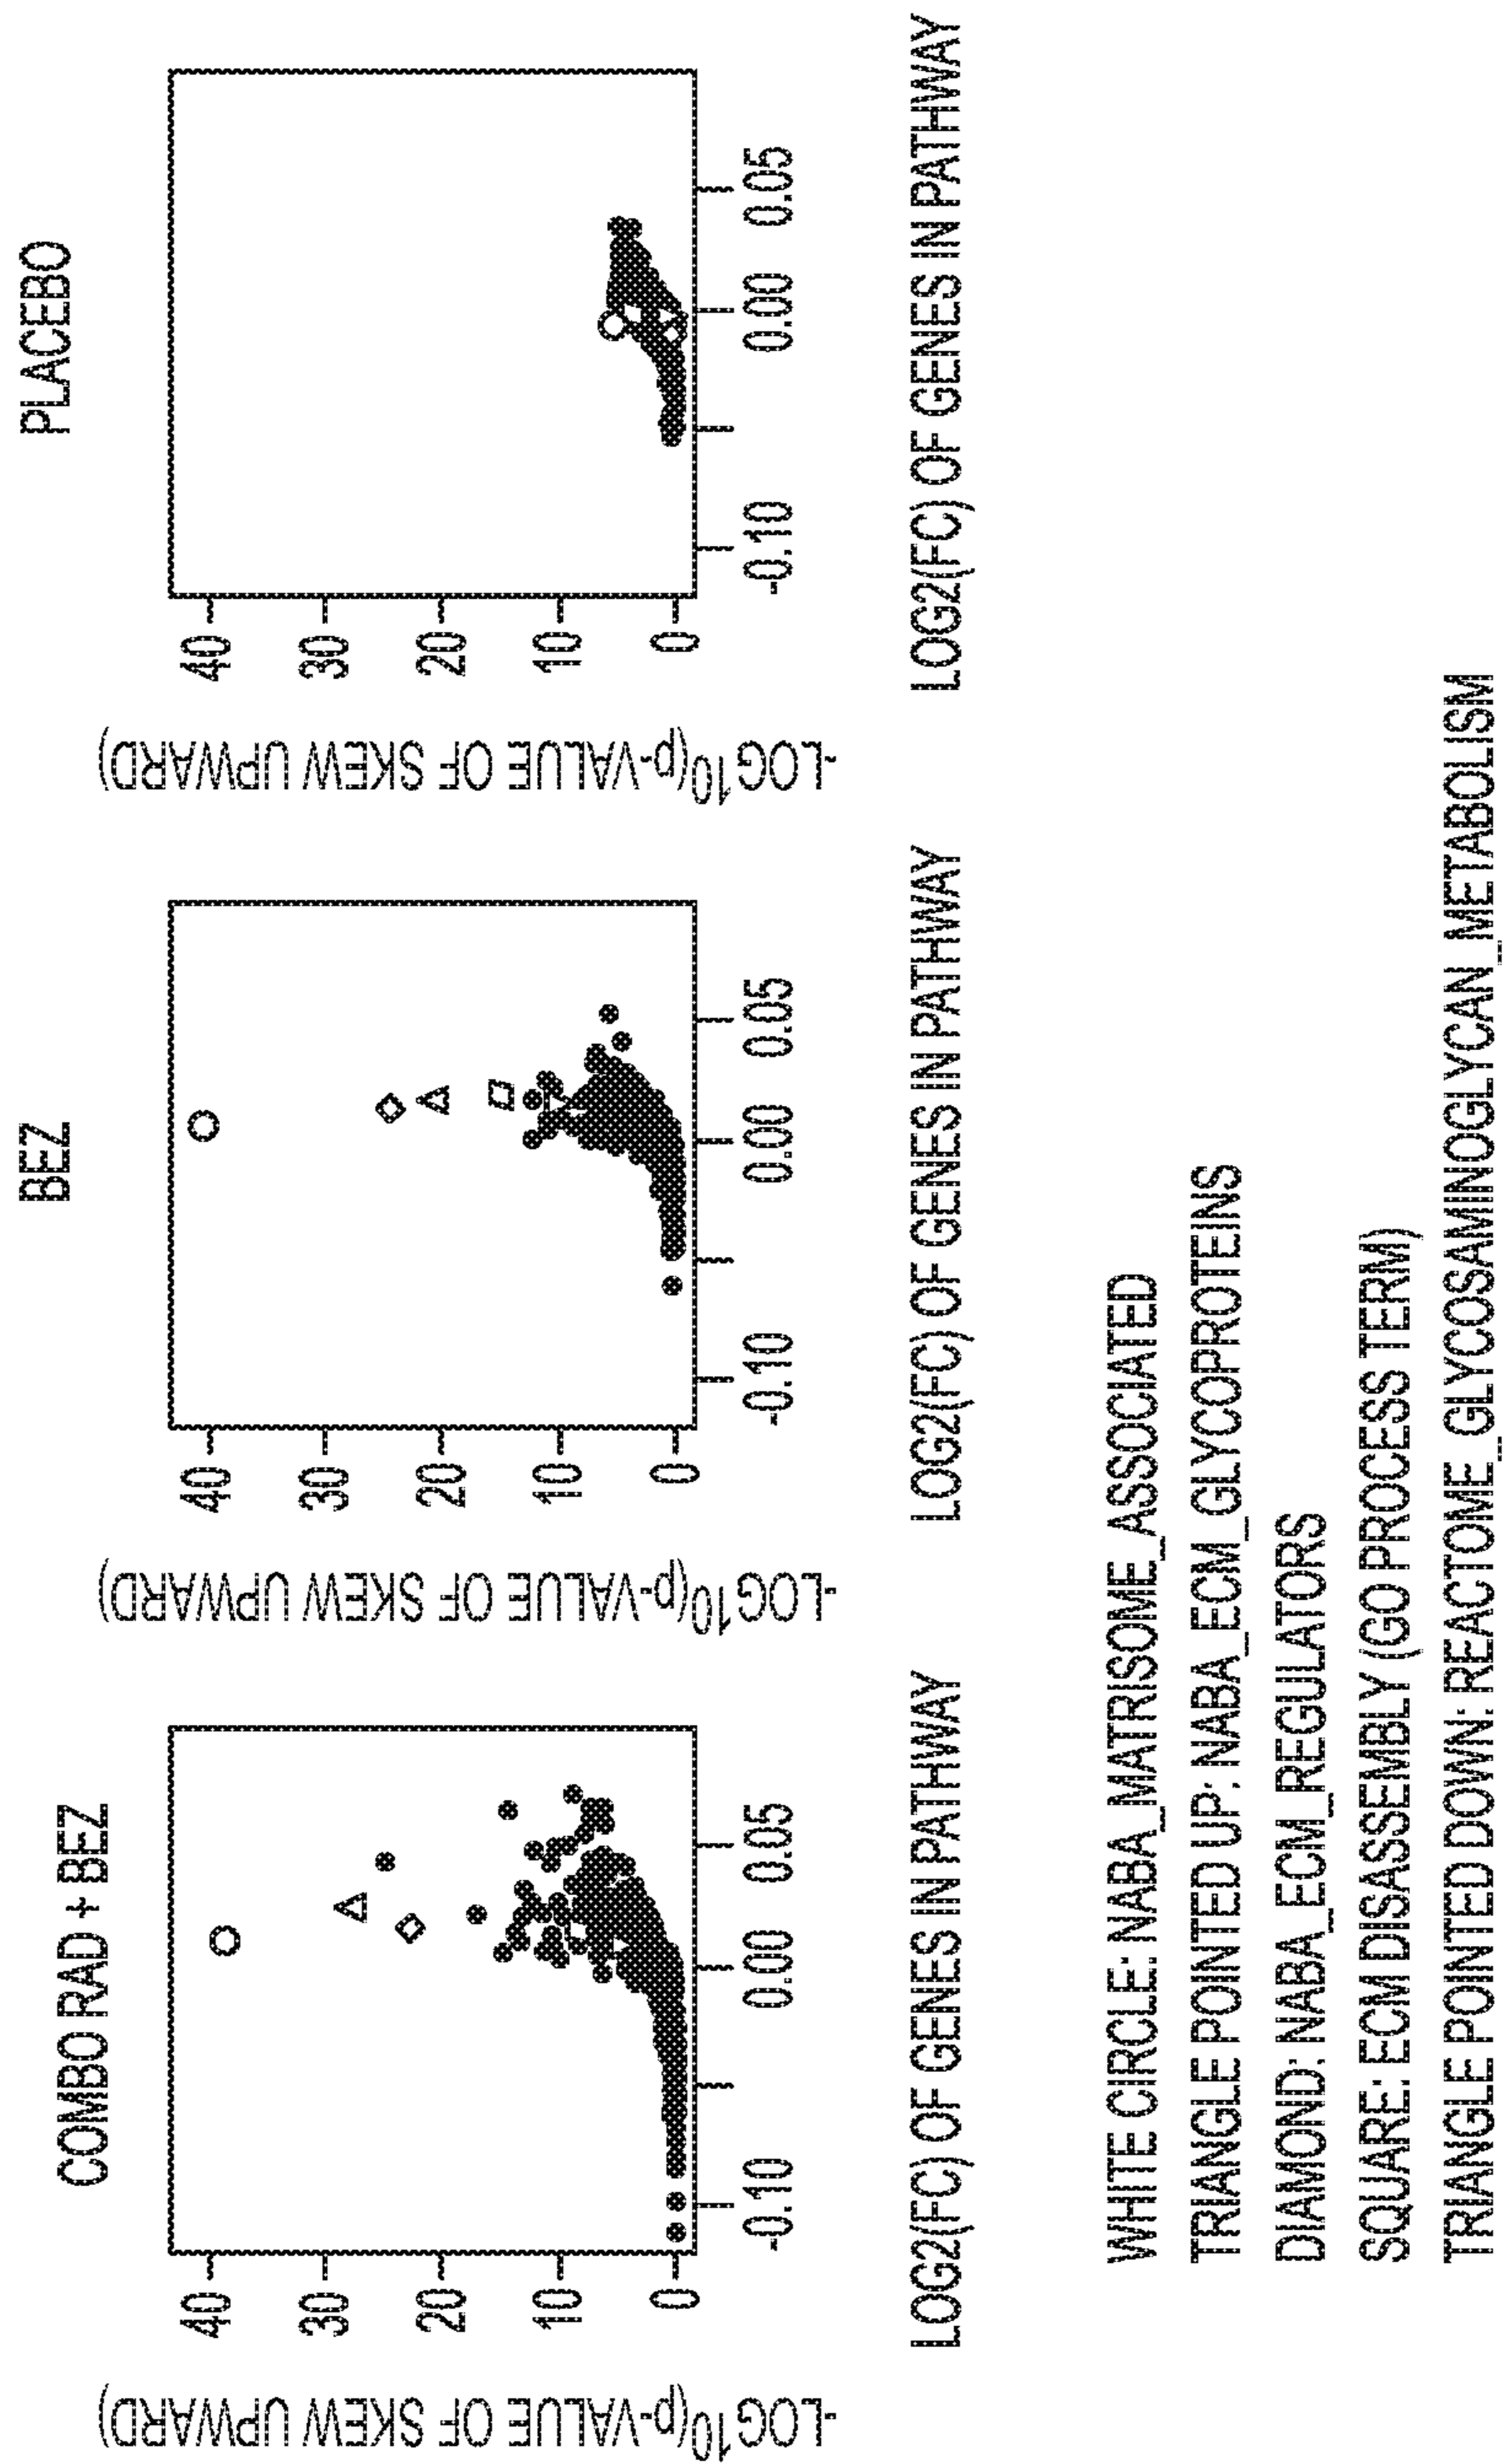 COMBO RAD + BEZ
-LOG10(p-VALUE OF SKEW UPWARD)
40
30
20
10
0
-0.10
0.00
0.05
LOG2(FC) OF GENES IN PATHWAY
BEZ
-LOG10(p-VALUE OF SKEW UPWARD)
40
30
20
10
0
-0.10
0.00
0.05
LOG2(FC) OF GENES IN PATHWAY
PLACEBO
-LOG10(p-VALUE OF SKEW UPWARD)
40
30
20
10
0
-0.10
0.00
0.05
LOG2(FC) OF GENES IN PATHWAY
WHITE CIRCLE: NABA_MATRISOME_ASSOCIATED
TRIANGLE POINTED UP: NABA_ECM_GLYCOPROTEINS
DIAMOND: NABA_ECM_REGULATORS
SQUARE: ECM DISASSEMBLY (GO PROCESS TERM)
TRIANGLE POINTED DOWN: REACTOME_GLYCOSAMINOGLYCAN_METABOLISM